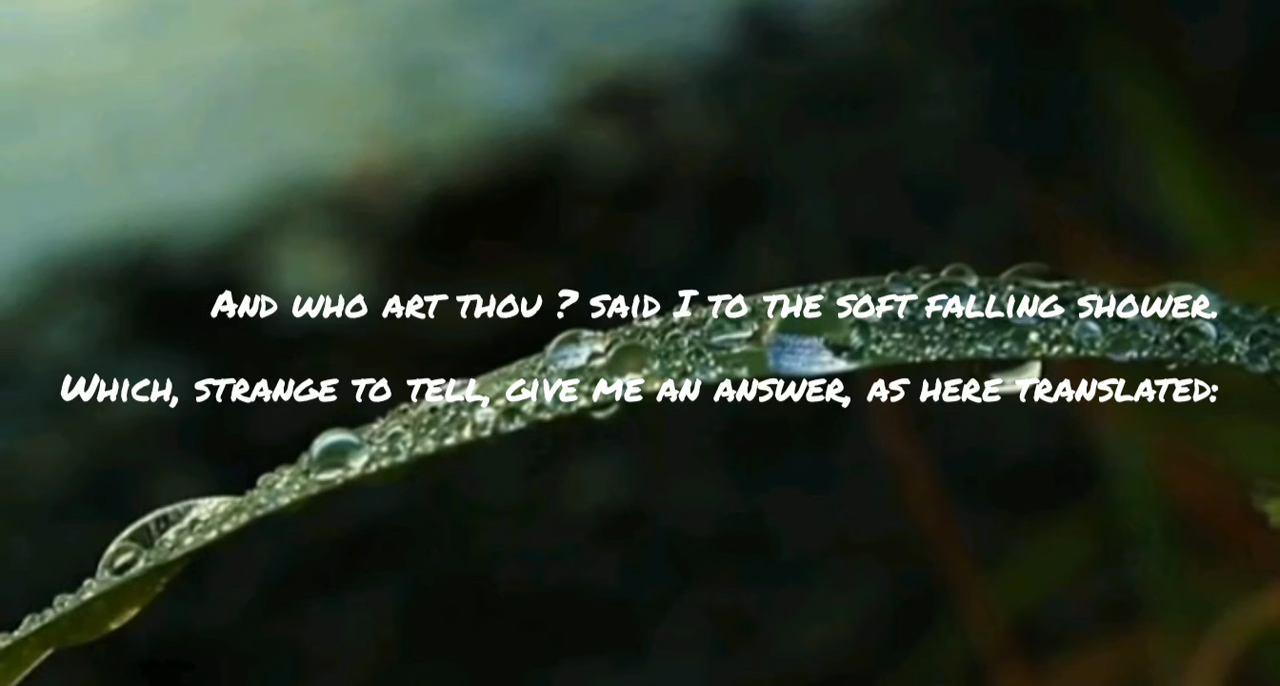 And who art thou ? said I to the soft falling shower.
Which, strange to tell, give me an answer, as here translated: